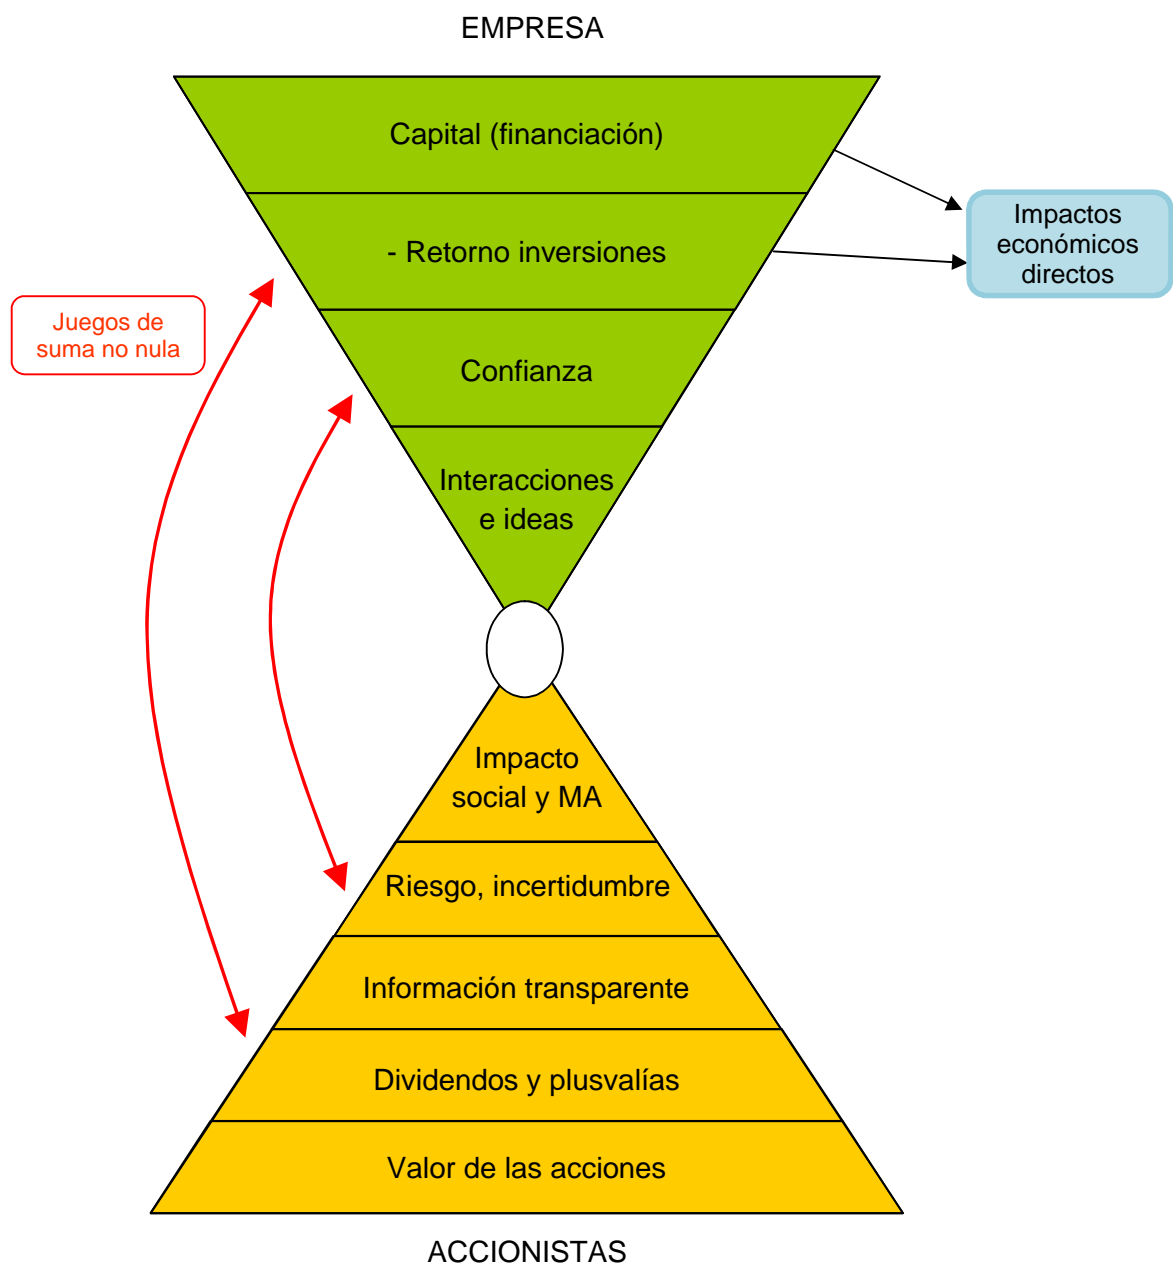 EMPRESA
Capital (financiación)
- Retorno inversiones
Impactos
económicos
directos
Juegos de
suma no nula
Confianza
Interacciones
e ideas
Impacto
social y MA
Riesgo, incertidumbre
Información transparente
Dividendos y plusvalías
Valor de las acciones
ACCIONISTAS